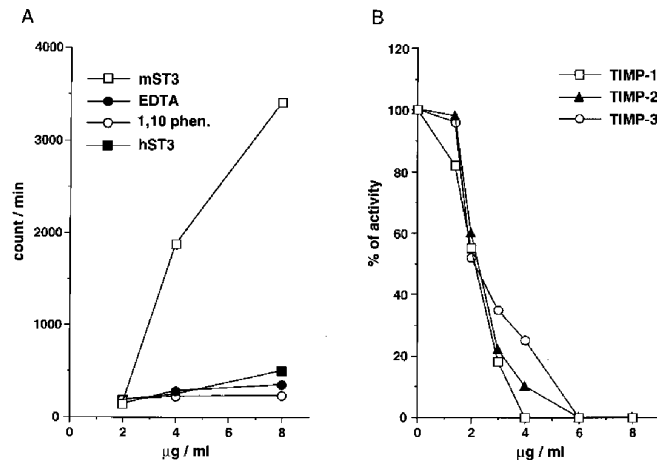 A
4000
3000
2000
1000
0
count / min
mST3
EDTA
1,10 phen.
hST3
0 2 4 6 8
µg / ml
B
120
100
80
60
40
20
0
% of activity
TIMP-1
TIMP-2
TIMP-3
0 2 4 6 8
µg / ml